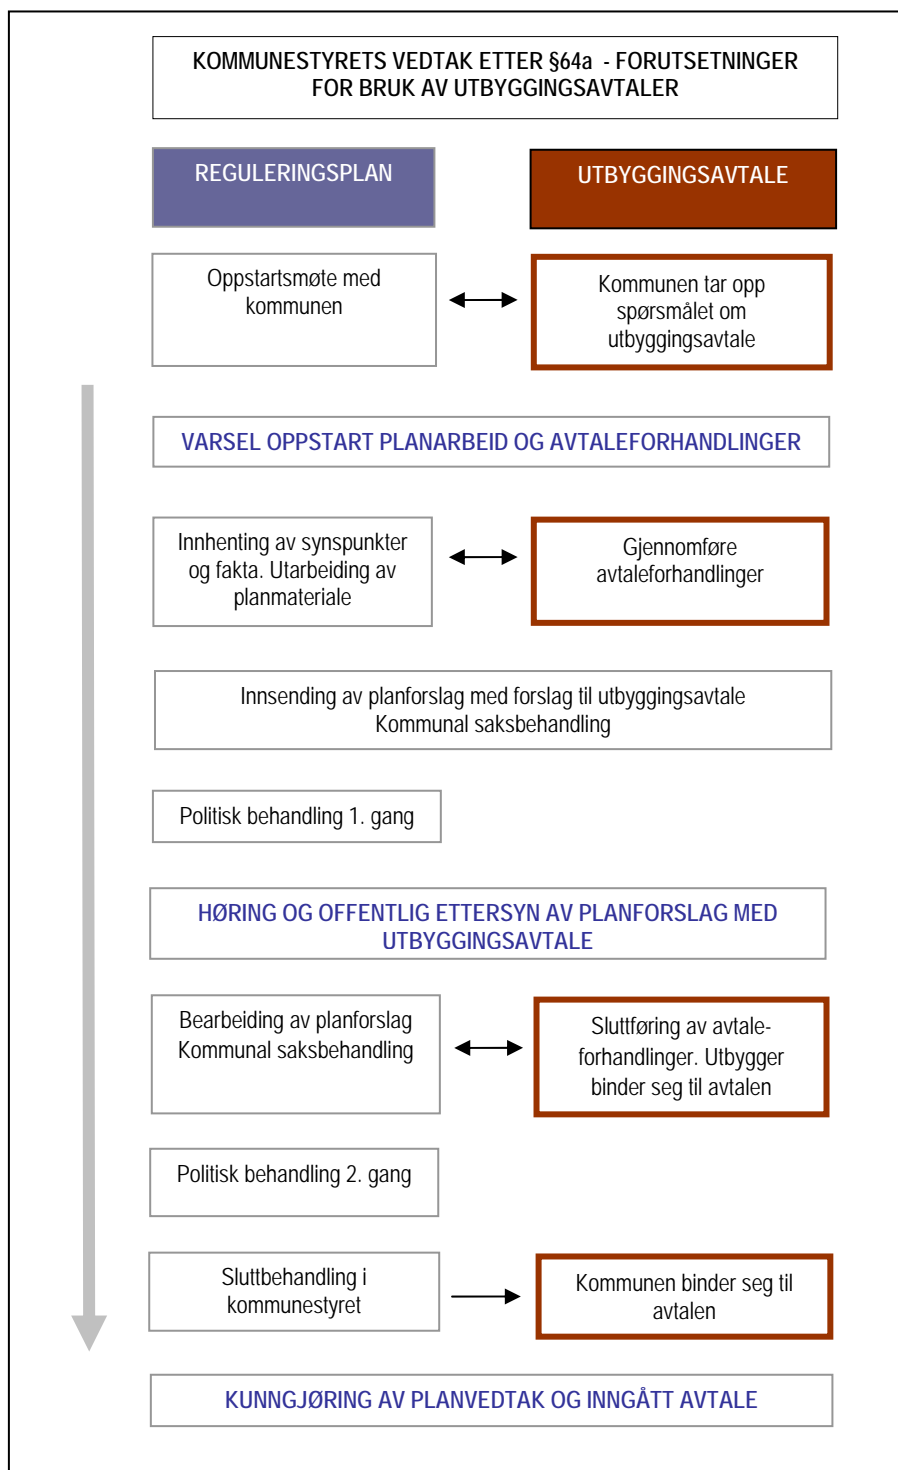 KOMMUNESTYRETS VEDTAK ETTER §64a - FORUTSETNINGER
FOR BRUK AV UTBYGGINGSAVTALER
REGULERINGSPLAN
UTBYGGINGSAVTALE
Oppstartsmøte med
kommunen
Kommunen tar opp
spørsmålet om
utbyggingsavtale
VARSEL OPPSTART PLANARBEID OG AVTALEFORHANDLINGER
Innhenting av synspunkter
og fakta. Utarbeiding av
planmateriale
Gjennomføre
avtaleforhandlinger
Innsending av planforslag med forslag til utbyggingsavtale
Kommunal saksbehandling
Politisk behandling 1. gang
HØRING OG OFFENTLIG ETTERSYN AV PLANFORSLAG MED
UTBYGGINGSAVTALE
Bearbeiding av planforslag
Kommunal saksbehandling
Sluttføring av avtale-
forhandlinger. Utbygger
binder seg til avtalen
Politisk behandling 2. gang
Sluttbehandling i
kommunestyret
Kommunen binder seg til
avtalen
KUNNGJØRING AV PLANVEDTAK OG INNGÅTT AVTALE